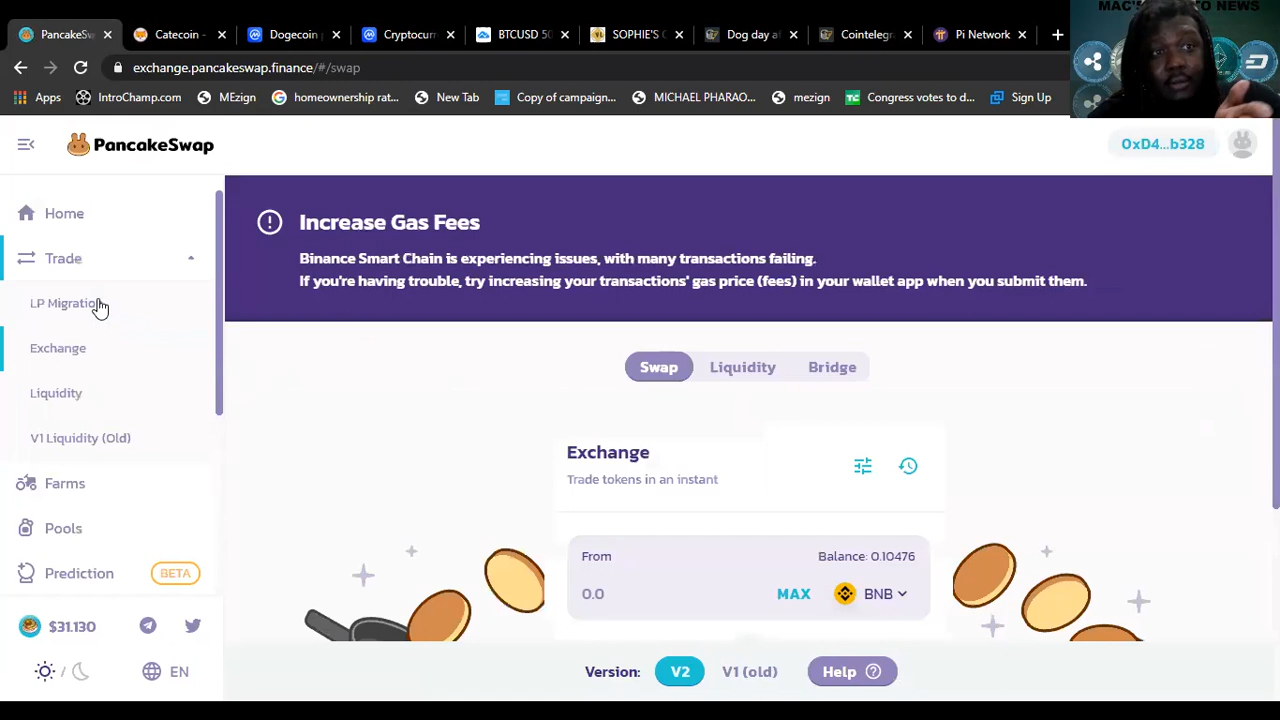 MAC'S
TO NEWS
PancakeSw
Catecoin -
Dogecoin
Cryptocurr
BTCUSD 50
SOPHIE'S C
Dog day a
Cointelegr
Pi Network
exchange.pancakeswap.finance/#/swap
Apps
IntroChamp.com
MEzign
homeownership rat...
New Tab
Copy of campaign...
MICHAEL PHARAO...
mezign
TC
Congress votes to d...
Sign Up
PancakeSwap
0xD4...b328
Home
Trade
LP Migration
Exchange
Liquidity
V1 Liquidity (Old)
Farms
Pools
Prediction
BETA
$31.130
EN
Increase Gas Fees
Binance Smart Chain is experiencing issues, with many transactions failing.
If you're having trouble, try increasing your transactions' gas price (fees) in your wallet app when you submit them.
Swap
Liquidity
Bridge
Exchange
Trade tokens in an instant
From
Balance: 0.10476
0.0
MAX
BNB
Version:
V2
V1 (old)
Help